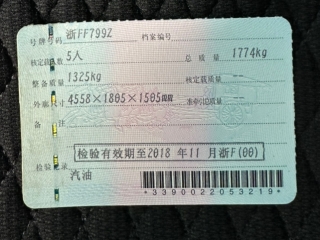 号牌号码 浙FF799Z 档案编号
核定载人数 5人 总 质 量 1774kg
整备质量 1325kg 核定载质量 --
外廓尺寸 4558×1805×1505mm 准牵引总质量 --
备 注
检验有效期至2018 年 11 月浙F(00)
检验记录
汽油
*3390022053219*